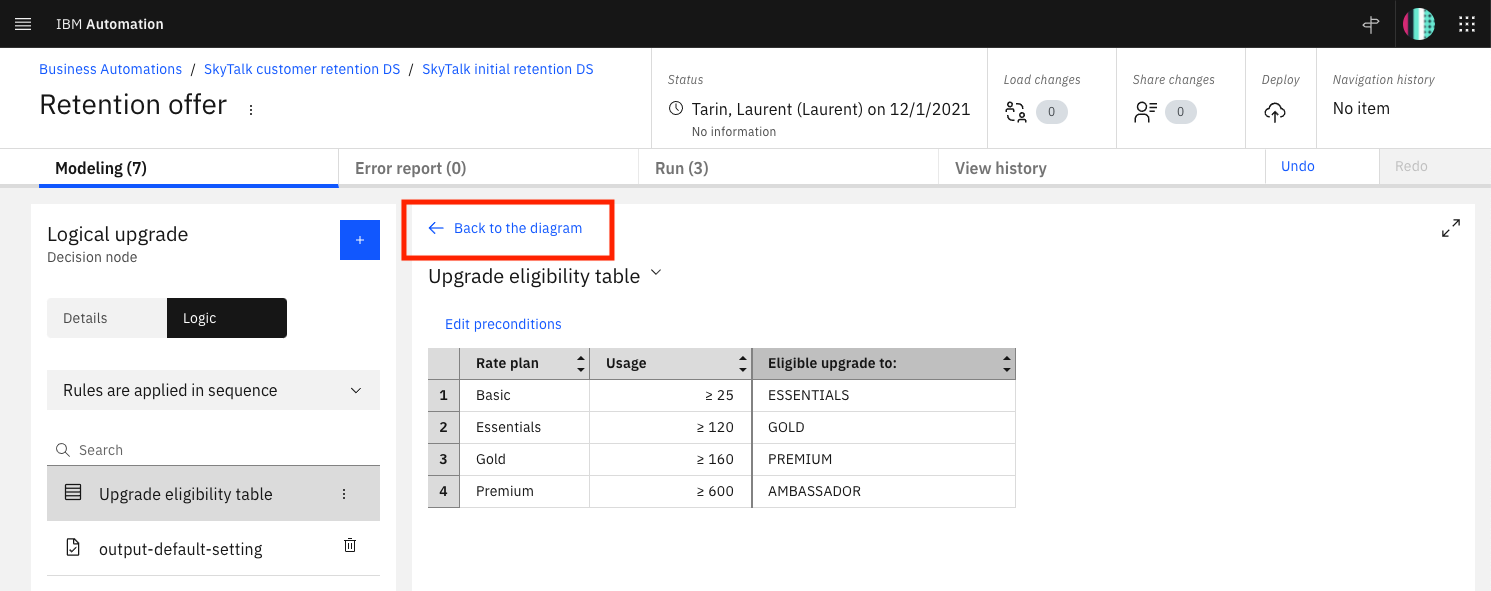 IBM Automation
Business Automations / SkyTalk customer retention DS / SkyTalk initial retention DS
Retention offer
Status
Tarin, Laurent (Laurent) on 12/1/2021
No information
Load changes
0
Share changes
0
Deploy
Navigation history
No item
Modeling (7)
Error report (0)
Run (3)
View history
Undo
Redo
Logical upgrade
Decision node
+
Details
Logic
Rules are applied in sequence
Search
Upgrade eligibility table
output-default-setting
Back to the diagram
Upgrade eligibility table
Edit preconditions
Rate plan Usage Eligible upgrade to:
1 Basic ≥ 25 ESSENTIALS
2 Essentials ≥ 120 GOLD
3 Gold ≥ 160 PREMIUM
4 Premium ≥ 600 AMBASSADOR